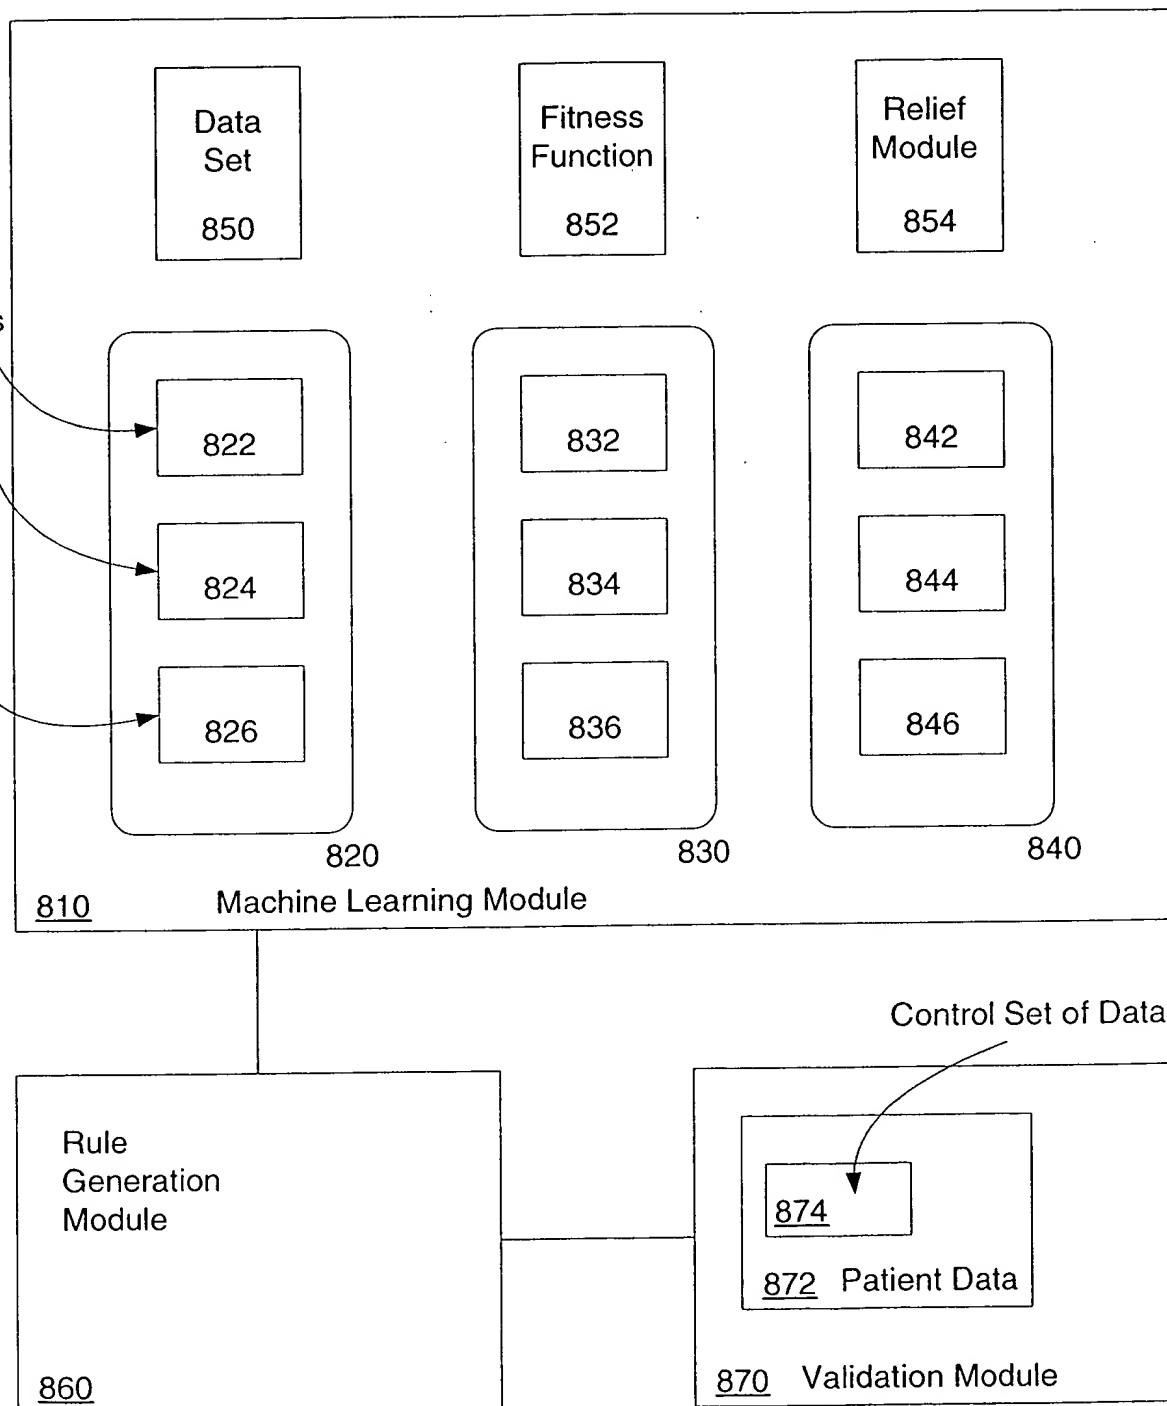 Data
Set
850
Fitness
Function
852
Relief
Module
854
822
824
826
820
832
834
836
830
842
844
846
840
810
Machine Learning Module
Rule
Generation
Module
860
Control Set of Data
874
872 Patient Data
870 Validation Module